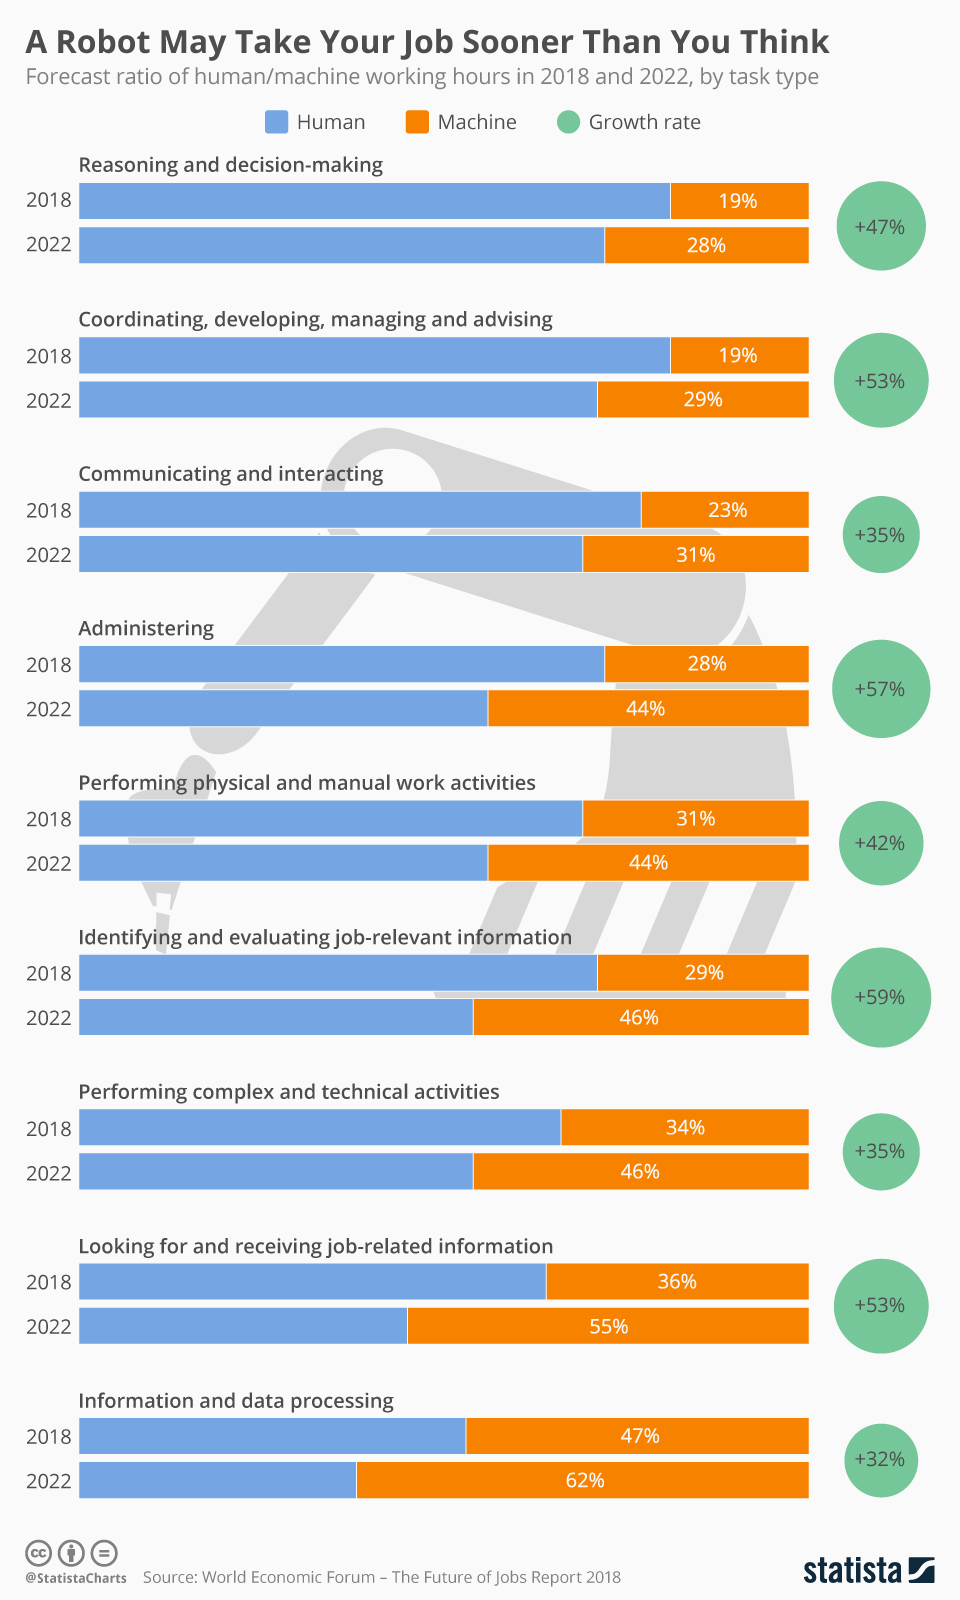 A Robot May Take Your Job Sooner Than You Think
Forecast ratio of human/machine working hours in 2018 and 2022, by task type
Human Machine Growth rate
Reasoning and decision-making
2018 19%
2022 28%
+47%
Coordinating, developing, managing and advising
2018 19%
2022 29%
+53%
Communicating and interacting
2018 23%
2022 31%
+35%
Administering
2018 28%
2022 44%
+57%
Performing physical and manual work activities
2018 31%
2022 44%
+42%
Identifying and evaluating job-relevant information
2018 29%
2022 46%
+59%
Performing complex and technical activities
2018 34%
2022 46%
+35%
Looking for and receiving job-related information
2018 36%
2022 55%
+53%
Information and data processing
2018 47%
2022 62%
+32%
cc
@StatistaCharts Source: World Economic Forum – The Future of Jobs Report 2018
statista